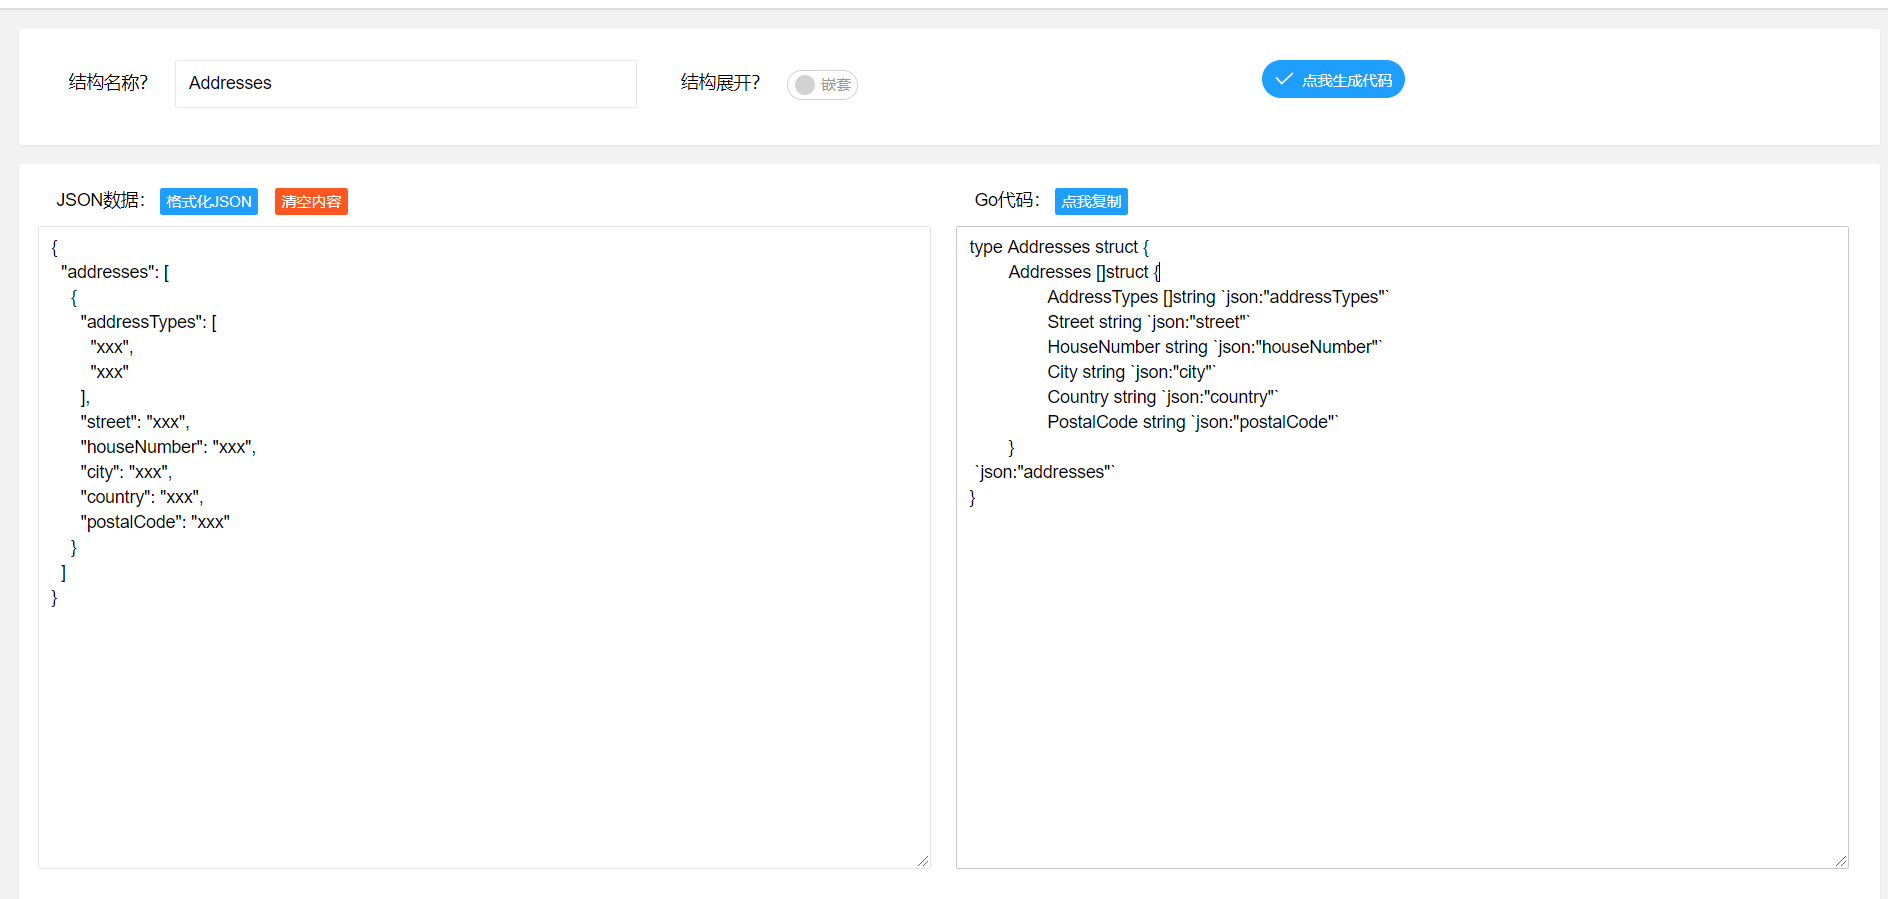 结构名称? Addresses 结构展开? 嵌套 点我生成代码
JSON数据: 格式化JSON 清空内容
{
  "addresses": [
    {
      "addressTypes": [
        "xxx",
        "xxx"
      ],
      "street": "xxx",
      "houseNumber": "xxx",
      "city": "xxx",
      "country": "xxx",
      "postalCode": "xxx"
    }
  ]
}
Go代码: 点我复制
type Addresses struct {
	Addresses []struct {
		AddressTypes []string `json:"addressTypes"`
		Street string `json:"street"`
		HouseNumber string `json:"houseNumber"`
		City string `json:"city"`
		Country string `json:"country"`
		PostalCode string `json:"postalCode"`
	}
 `json:"addresses"`
}